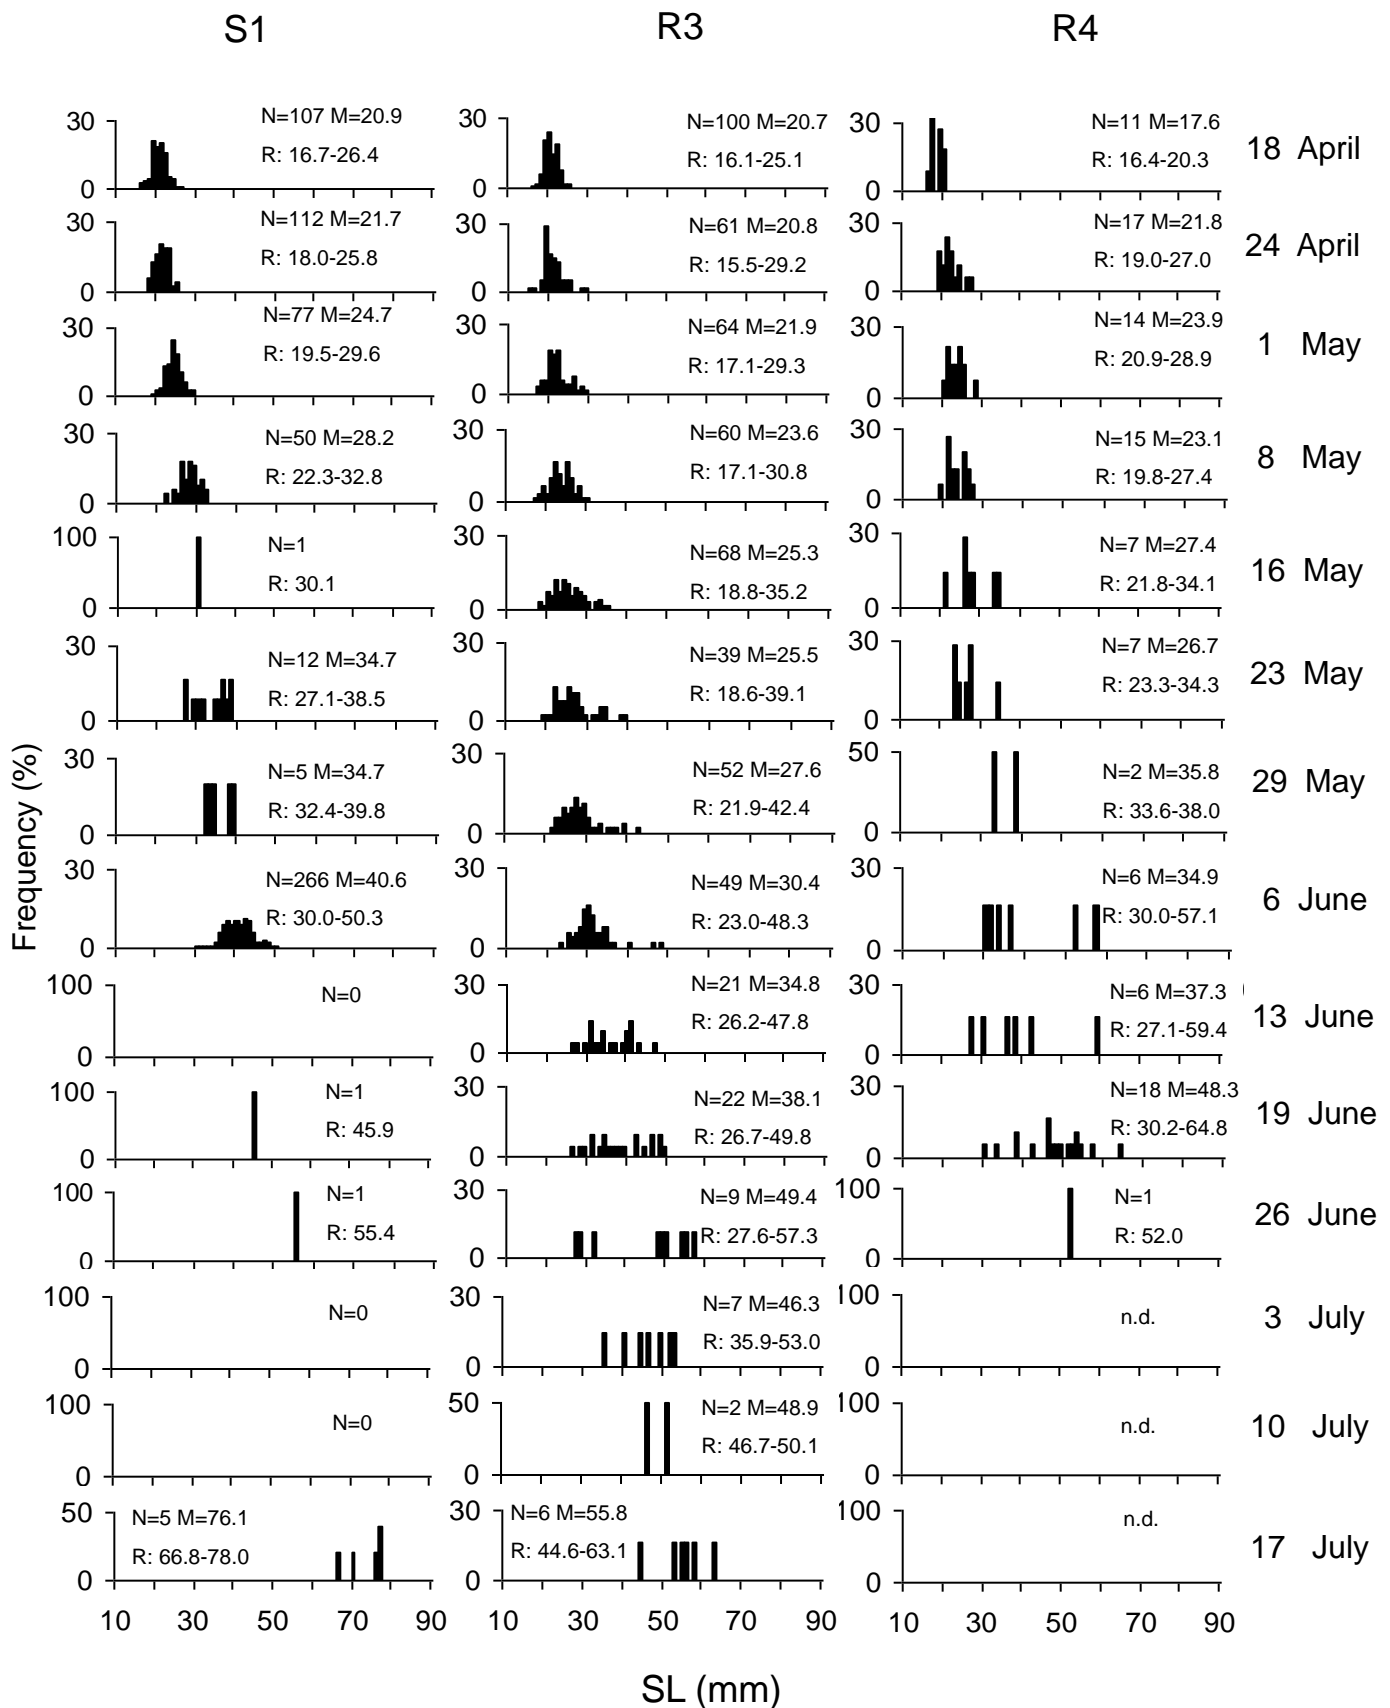 S1 R3 R4
30 N=107 M=20.9 30 N=100 M=20.7 30 N=11 M=17.6 18 April
R: 16.7-26.4 R: 16.1-25.1 R: 16.4-20.3
0 0 0
30 N=112 M=21.7 30 N=61 M=20.8 30 N=17 M=21.8 24 April
R: 18.0-25.8 R: 15.5-29.2 R: 19.0-27.0
0 0 0
30 N=77 M=24.7 30 N=64 M=21.9 30 N=14 M=23.9 1 May
R: 19.5-29.6 R: 17.1-29.3 R: 20.9-28.9
0 0 0
30 N=50 M=28.2 30 N=60 M=23.6 30 N=15 M=23.1 8 May
R: 22.3-32.8 R: 17.1-30.8 R: 19.8-27.4
0 0 0
100 N=1 30 N=68 M=25.3 30 N=7 M=27.4 16 May
R: 30.1 R: 18.8-35.2 R: 21.8-34.1
0 0 0
30 N=12 M=34.7 30 N=39 M=25.5 30 N=7 M=26.7 23 May
R: 27.1-38.5 R: 18.6-39.1 R: 23.3-34.3
0 0 0
30 N=5 M=34.7 30 N=52 M=27.6 50 N=2 M=35.8 29 May
R: 32.4-39.8 R: 21.9-42.4 R: 33.6-38.0
0 0 0
Frequency (%)
30 N=266 M=40.6 30 N=49 M=30.4 30 N=6 M=34.9 6 June
R: 30.0-50.3 R: 23.0-48.3 R: 30.0-57.1
0 0 0
100 N=0 30 N=21 M=34.8 30 N=6 M=37.3 13 June
R: 26.2-47.8 R: 27.1-59.4
0 0 0
100 N=1 30 N=22 M=38.1 30 N=18 M=48.3 19 June
R: 45.9 R: 26.7-49.8 R: 30.2-64.8
0 0 0
100 N=1 30 N=9 M=49.4 100 N=1 26 June
R: 55.4 R: 27.6-57.3 R: 52.0
0 0 0
100 N=0 30 N=7 M=46.3 100 n.d. 3 July
R: 35.9-53.0
0 0 0
100 N=0 50 N=2 M=48.9 100 n.d. 10 July
R: 46.7-50.1
0 0 0
50 N=5 M=76.1 30 N=6 M=55.8 100 n.d. 17 July
R: 66.8-78.0 R: 44.6-63.1
0 0 0
10 30 50 70 90 10 30 50 70 90 10 30 50 70 90
SL (mm)